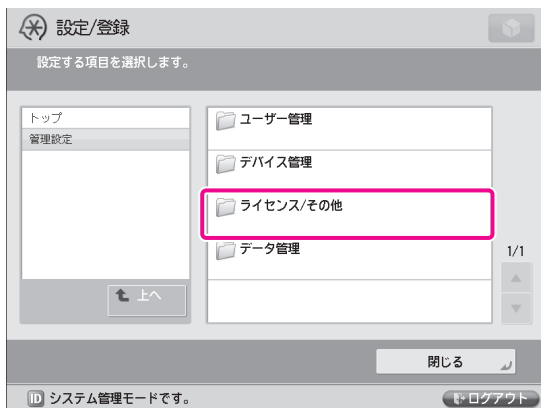 設定/登録
設定する項目を選択します。
トップ
管理設定
ユーザー管理
デバイス管理
ライセンス/その他
データ管理
1/1
上へ
閉じる
ID システム管理モードです。
ログアウト